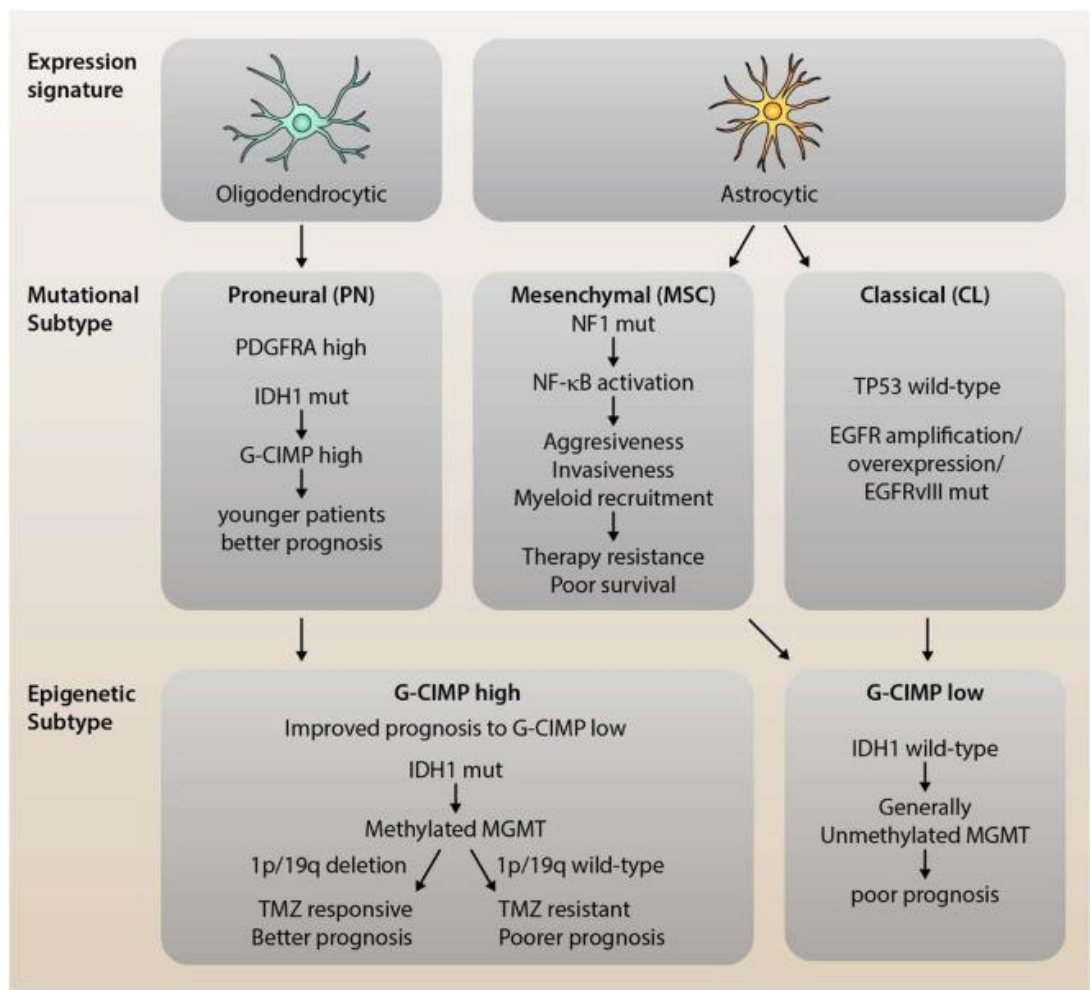 Expression
signature
Oligodendrocytic
Astrocytic
Mutational
Subtype
Proneural (PN)
PDGFRA high
IDH1 mut
G-CIMP high
younger patients
better prognosis
Mesenchymal (MSC)
NF1 mut
NF-κB activation
Aggresiveness
Invasiveness
Myeloid recruitment
Therapy resistance
Poor survival
Classical (CL)
TP53 wild-type
EGFR amplification/
overexpression/
EGFRvIII mut
Epigenetic
Subtype
G-CIMP high
Improved prognosis to G-CIMP low
IDH1 mut
Methylated MGMT
1p/19q deletion
1p/19q wild-type
TMZ responsive
Better prognosis
TMZ resistant
Poorer prognosis
G-CIMP low
IDH1 wild-type
Generally
Unmethylated MGMT
poor prognosis